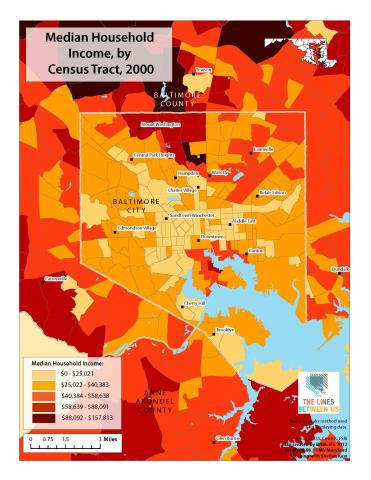 Median Household
Income, by
Census Tract, 2000
Towson
BALTIMORE
COUNTY
Mount Washington
Lauraville
Central Park Heights
Hampden
Waverly
Charles Village
Belair-Edison
BALTIMORE
CITY
Sandtown-Winchester
Middle East
Edmondson Village
Downtown
Canton
Dundalk
Catonsville
Cherry Hill
Brooklyn
Median Household Income:
$0 - $25,021
$25,022 - $40,383
$40,384 - $58,638
$58,639 - $88,091
$88,092 - $157,813
ANNE
ARUNDEL
COUNTY
THE LINES
BETWEEN US
Glen Burnie
0 0.75 1.5 3 Miles